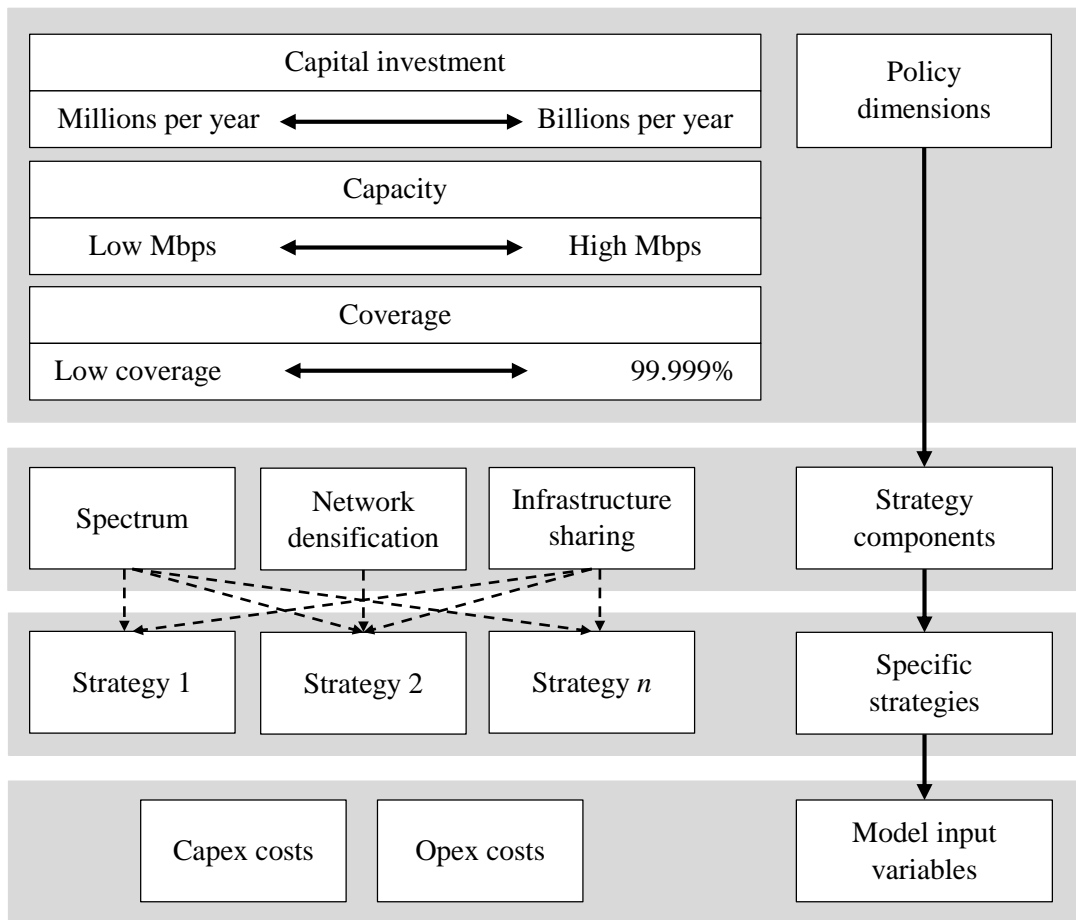 Capital investment
Millions per year
Billions per year
Policy
dimensions
Capacity
Low Mbps
High Mbps
Coverage
Low coverage
99.999%
Spectrum
Network
densification
Infrastructure
sharing
Strategy
components
Strategy 1
Strategy 2
Strategy n
Specific
strategies
Capex costs
Opex costs
Model input
variables